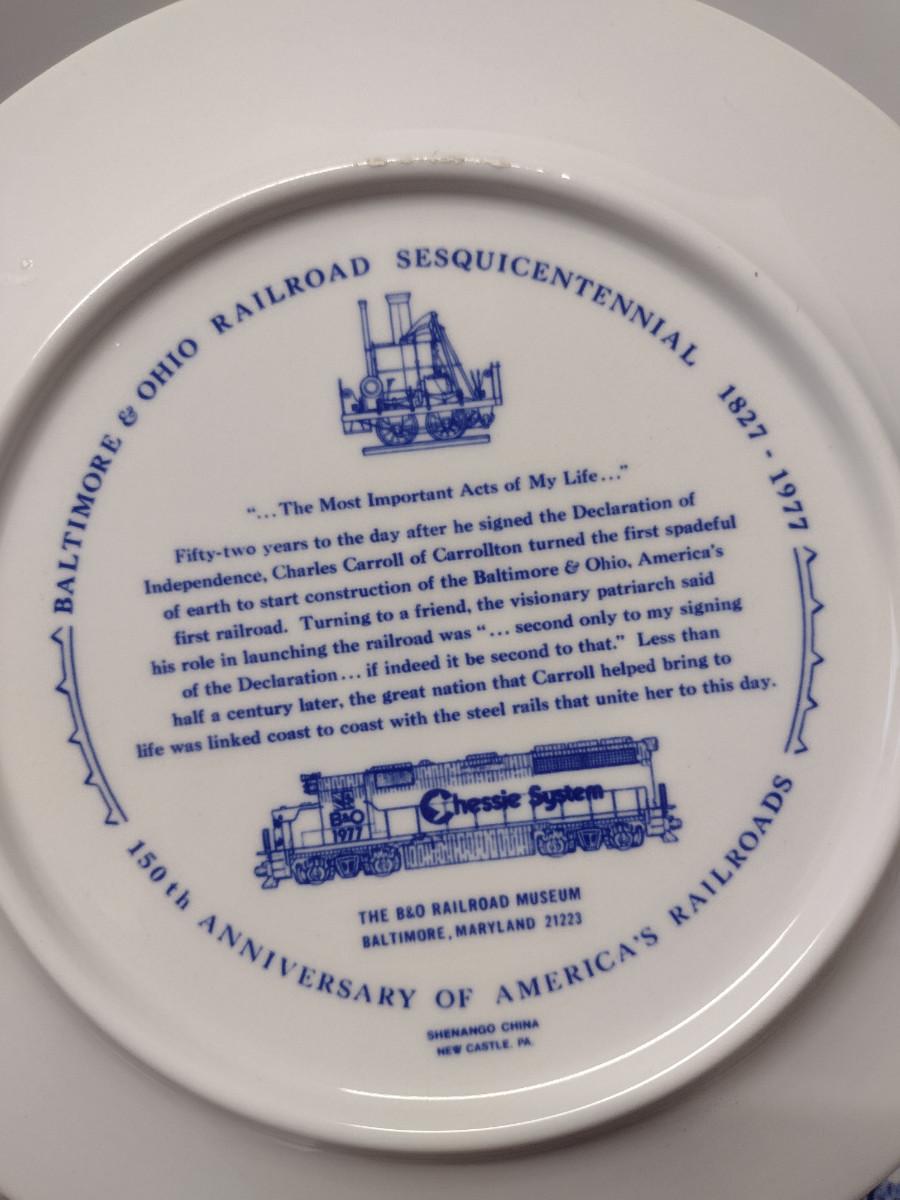 BALTIMORE & OHIO RAILROAD SESQUICENTENNIAL 1827 - 1977
"...The Most Important Acts of My Life..."
Fifty-two years to the day after he signed the Declaration of
Independence, Charles Carroll of Carrollton turned the first spadeful
of earth to start construction of the Baltimore & Ohio, America's
first railroad. Turning to a friend, the visionary patriarch said
his role in launching the railroad was "... second only to my signing
of the Declaration... if indeed it be second to that." Less than
half a century later, the great nation that Carroll helped bring to
life was linked coast to coast with the steel rails that unite her to this day.
Chessie System
B&O
1977
THE B&O RAILROAD MUSEUM
BALTIMORE, MARYLAND 21223
150th ANNIVERSARY OF AMERICA'S RAILROADS
SHENANGO CHINA
NEW CASTLE, PA.